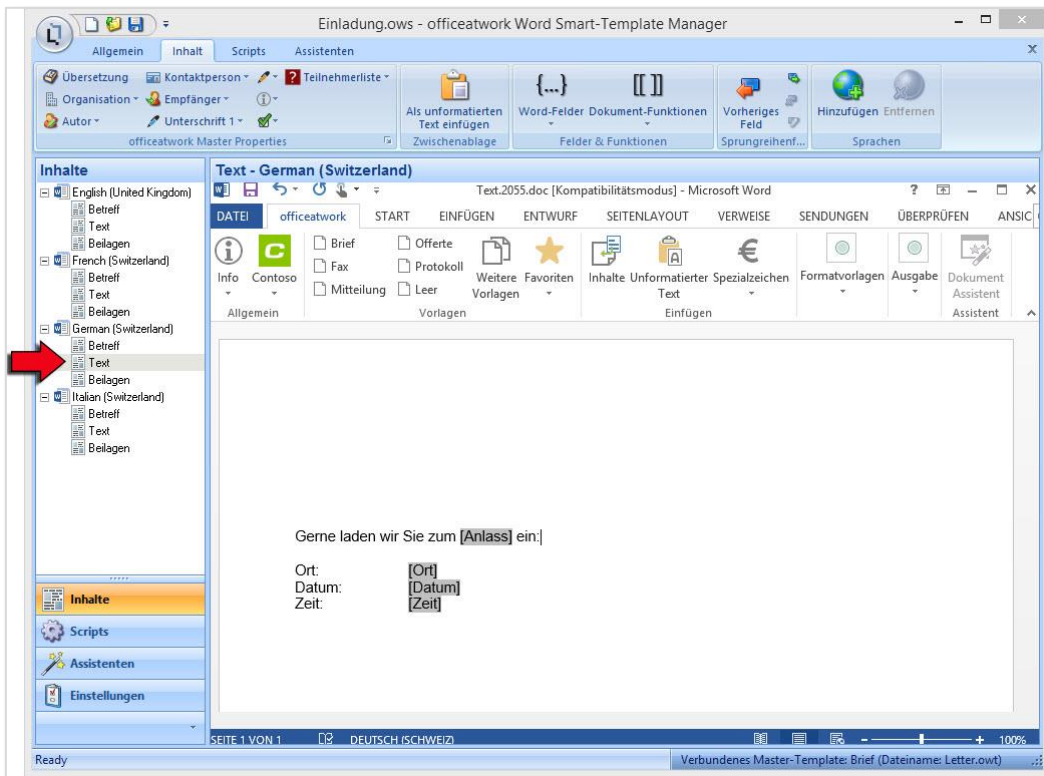 Einladung.ows - officeatwork Word Smart-Template Manager
Allgemein Inhalt Scripts Assistenten
Übersetzung Kontaktperson Teilnehmerliste
Organisation Empfänger
Autor Unterschrift 1
officeatwork Master Properties
Als unformatierten
Text einfügen
Zwischenablage
{...} [[ ]]
Word-Felder Dokument-Funktionen
Felder & Funktionen
Vorheriges
Feld
Sprungreihenf...
Hinzufügen Entfernen
Sprachen
Inhalte
English (United Kingdom)
Betreff
Text
Beilagen
French (Switzerland)
Betreff
Text
Beilagen
German (Switzerland)
Betreff
Text
Beilagen
Italian (Switzerland)
Betreff
Text
Beilagen
Inhalte
Scripts
Assistenten
Einstellungen
Text - German (Switzerland)
Text.2055.doc [Kompatibilitätsmodus] - Microsoft Word
DATEI officeatwork START EINFÜGEN ENTWURF SEITENLAYOUT VERWEISE SENDUNGEN ÜBERPRÜFEN ANSIC
Info Contoso
Allgemein
Brief Offerte
Fax Protokoll
Mitteilung Leer
Weitere
Vorlagen
Favoriten
Vorlagen
Inhalte Unformatierter
Text
Spezialzeichen
Einfügen
Formatvorlagen Ausgabe
Dokument
Assistent
Assistent
Gerne laden wir Sie zum [Anlass] ein:
Ort: [Ort]
Datum: [Datum]
Zeit: [Zeit]
SEITE 1 VON 1 DEUTSCH (SCHWEIZ) 100%
Ready Verbundenes Master-Template: Brief (Dateiname: Letter.owt)